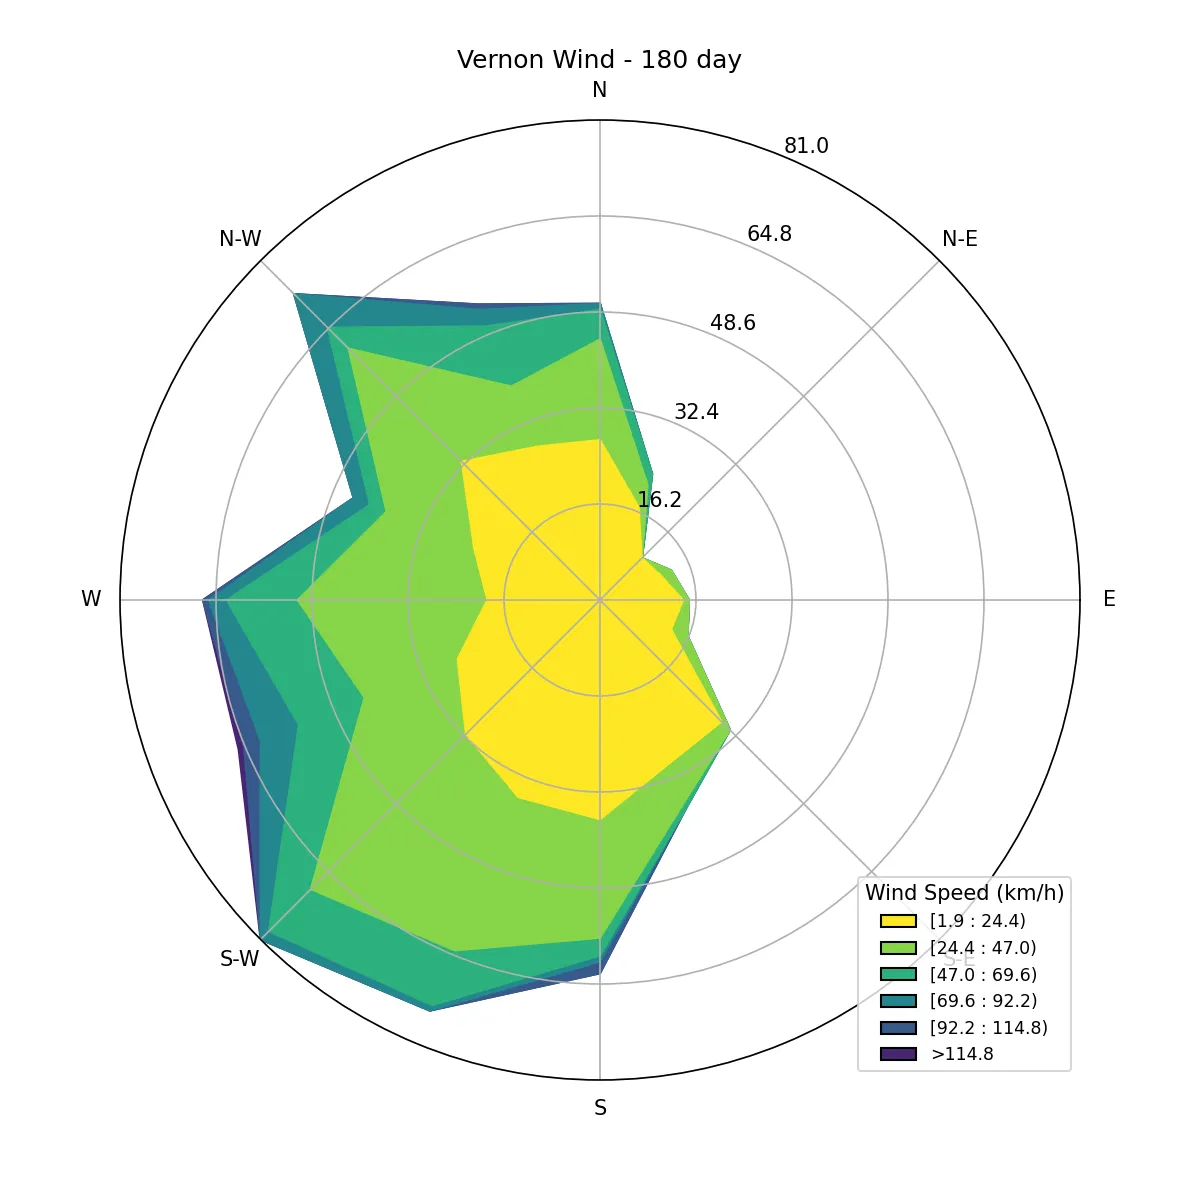 Vernon Wind - 180 day
N
81.0
N-W
N-E
64.8
48.6
32.4
16.2
W
E
S-W
S-E
S
Wind Speed (km/h)
[1.9 : 24.4)
[24.4 : 47.0)
[47.0 : 69.6)
[69.6 : 92.2)
[92.2 : 114.8)
>114.8